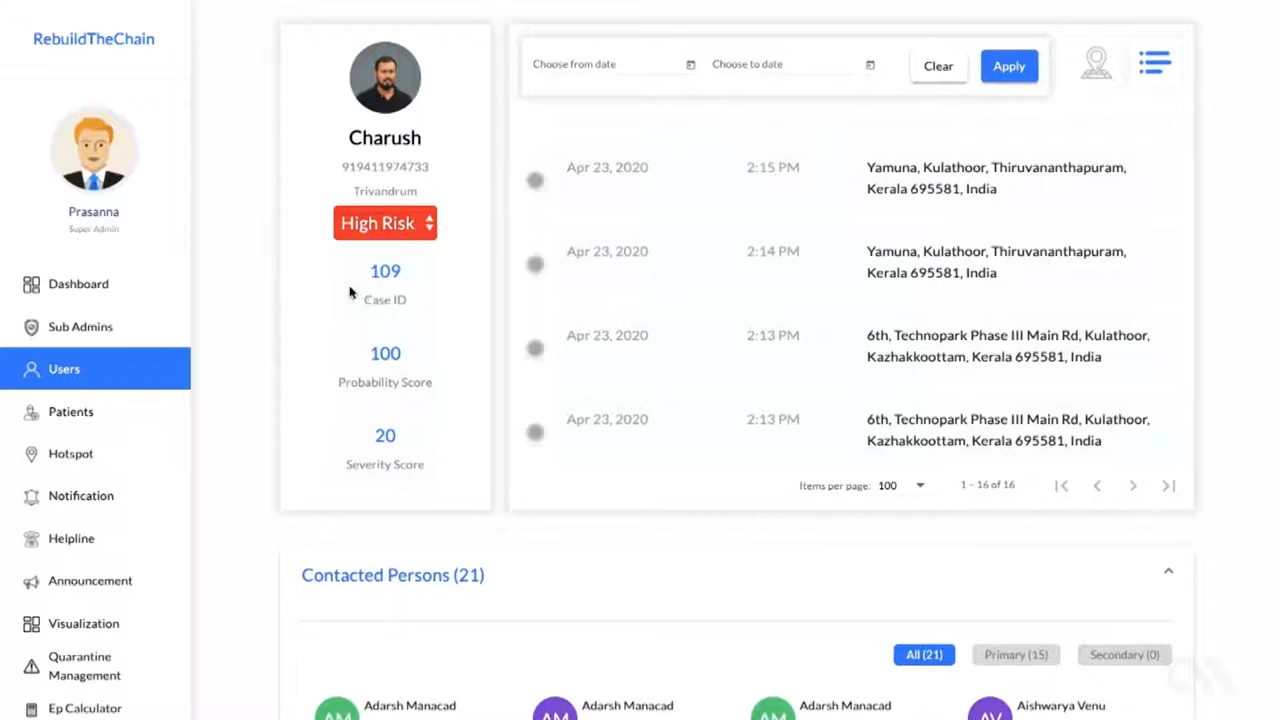 RebuildTheChain
Prasanna
Super Admin
Dashboard
Sub Admins
Users
Patients
Hotspot
Notification
Helpline
Announcement
Visualization
Quarantine
Management
Ep Calculator
Charush
919411974733
Trivandrum
High Risk
109
Case ID
100
Probability Score
20
Severity Score
Choose from date
Choose to date
Clear
Apply
Apr 23, 2020 2:15 PM Yamuna, Kulathoor, Thiruvananthapuram,
Kerala 695581, India
Apr 23, 2020 2:14 PM Yamuna, Kulathoor, Thiruvananthapuram,
Kerala 695581, India
Apr 23, 2020 2:13 PM 6th, Technopark Phase III Main Rd, Kulathoor,
Kazhakkoottam, Kerala 695581, India
Apr 23, 2020 2:13 PM 6th, Technopark Phase III Main Rd, Kulathoor,
Kazhakkoottam, Kerala 695581, India
Items per page: 100 1 - 16 of 16
Contacted Persons (21)
All (21) Primary (15) Secondary (0)
AM Adarsh Manacad
AM Adarsh Manacad
AM Adarsh Manacad
AV Aishwarya Venu